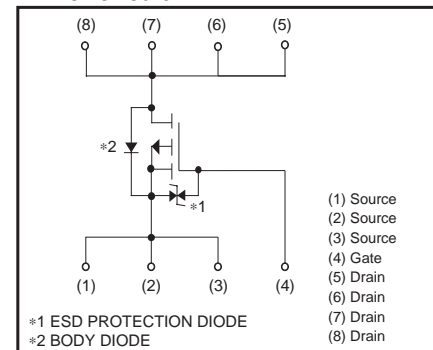 (8) (7) (6) (5)
∗2
∗1
(1) (2) (3) (4)
(1) Source
(2) Source
(3) Source
(4) Gate
(5) Drain
(6) Drain
(7) Drain
(8) Drain
∗1 ESD PROTECTION DIODE
∗2 BODY DIODE